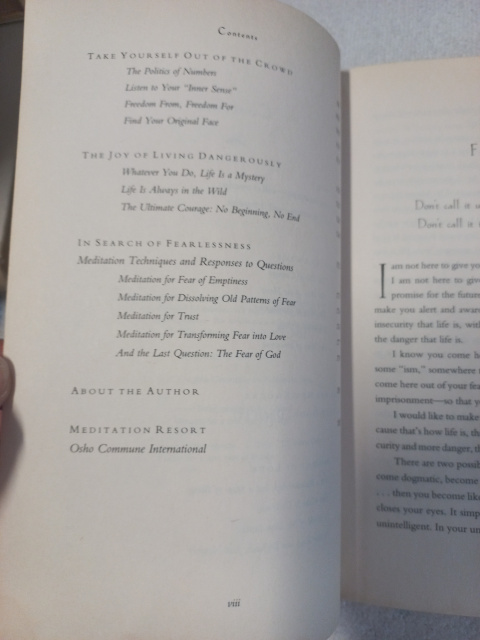 Contents
TAKE YOURSELF OUT OF THE CROWD
The Politics of Numbers
Listen to Your "Inner Sense"
Freedom From, Freedom For
Find Your Original Face
THE JOY OF LIVING DANGEROUSLY
Whatever You Do, Life Is a Mystery
Life Is Always in the Wild
The Ultimate Courage: No Beginning, No End
IN SEARCH OF FEARLESSNESS
Meditation Techniques and Responses to Questions
Meditation for Fear of Emptiness
Meditation for Dissolving Old Patterns of Fear
Meditation for Trust
Meditation for Transforming Fear into Love
And the Last Question: The Fear of God
ABOUT THE AUTHOR
MEDITATION RESORT
Osho Commune International
viii
F
Don't call it
Don't call it
I am not here to give you
I am not here to give
promise for the future
make you alert and aware
insecurity that life is, with
the danger that life is.
I know you come h
some "ism," somewhere
come here out of your fea
imprisonment—so that y
I would like to make
cause that's how life is, th
curity and more danger, th
There are two possib
come dogmatic, become
. . . then you become like
closes your eyes. It simp
unintelligent. In your un